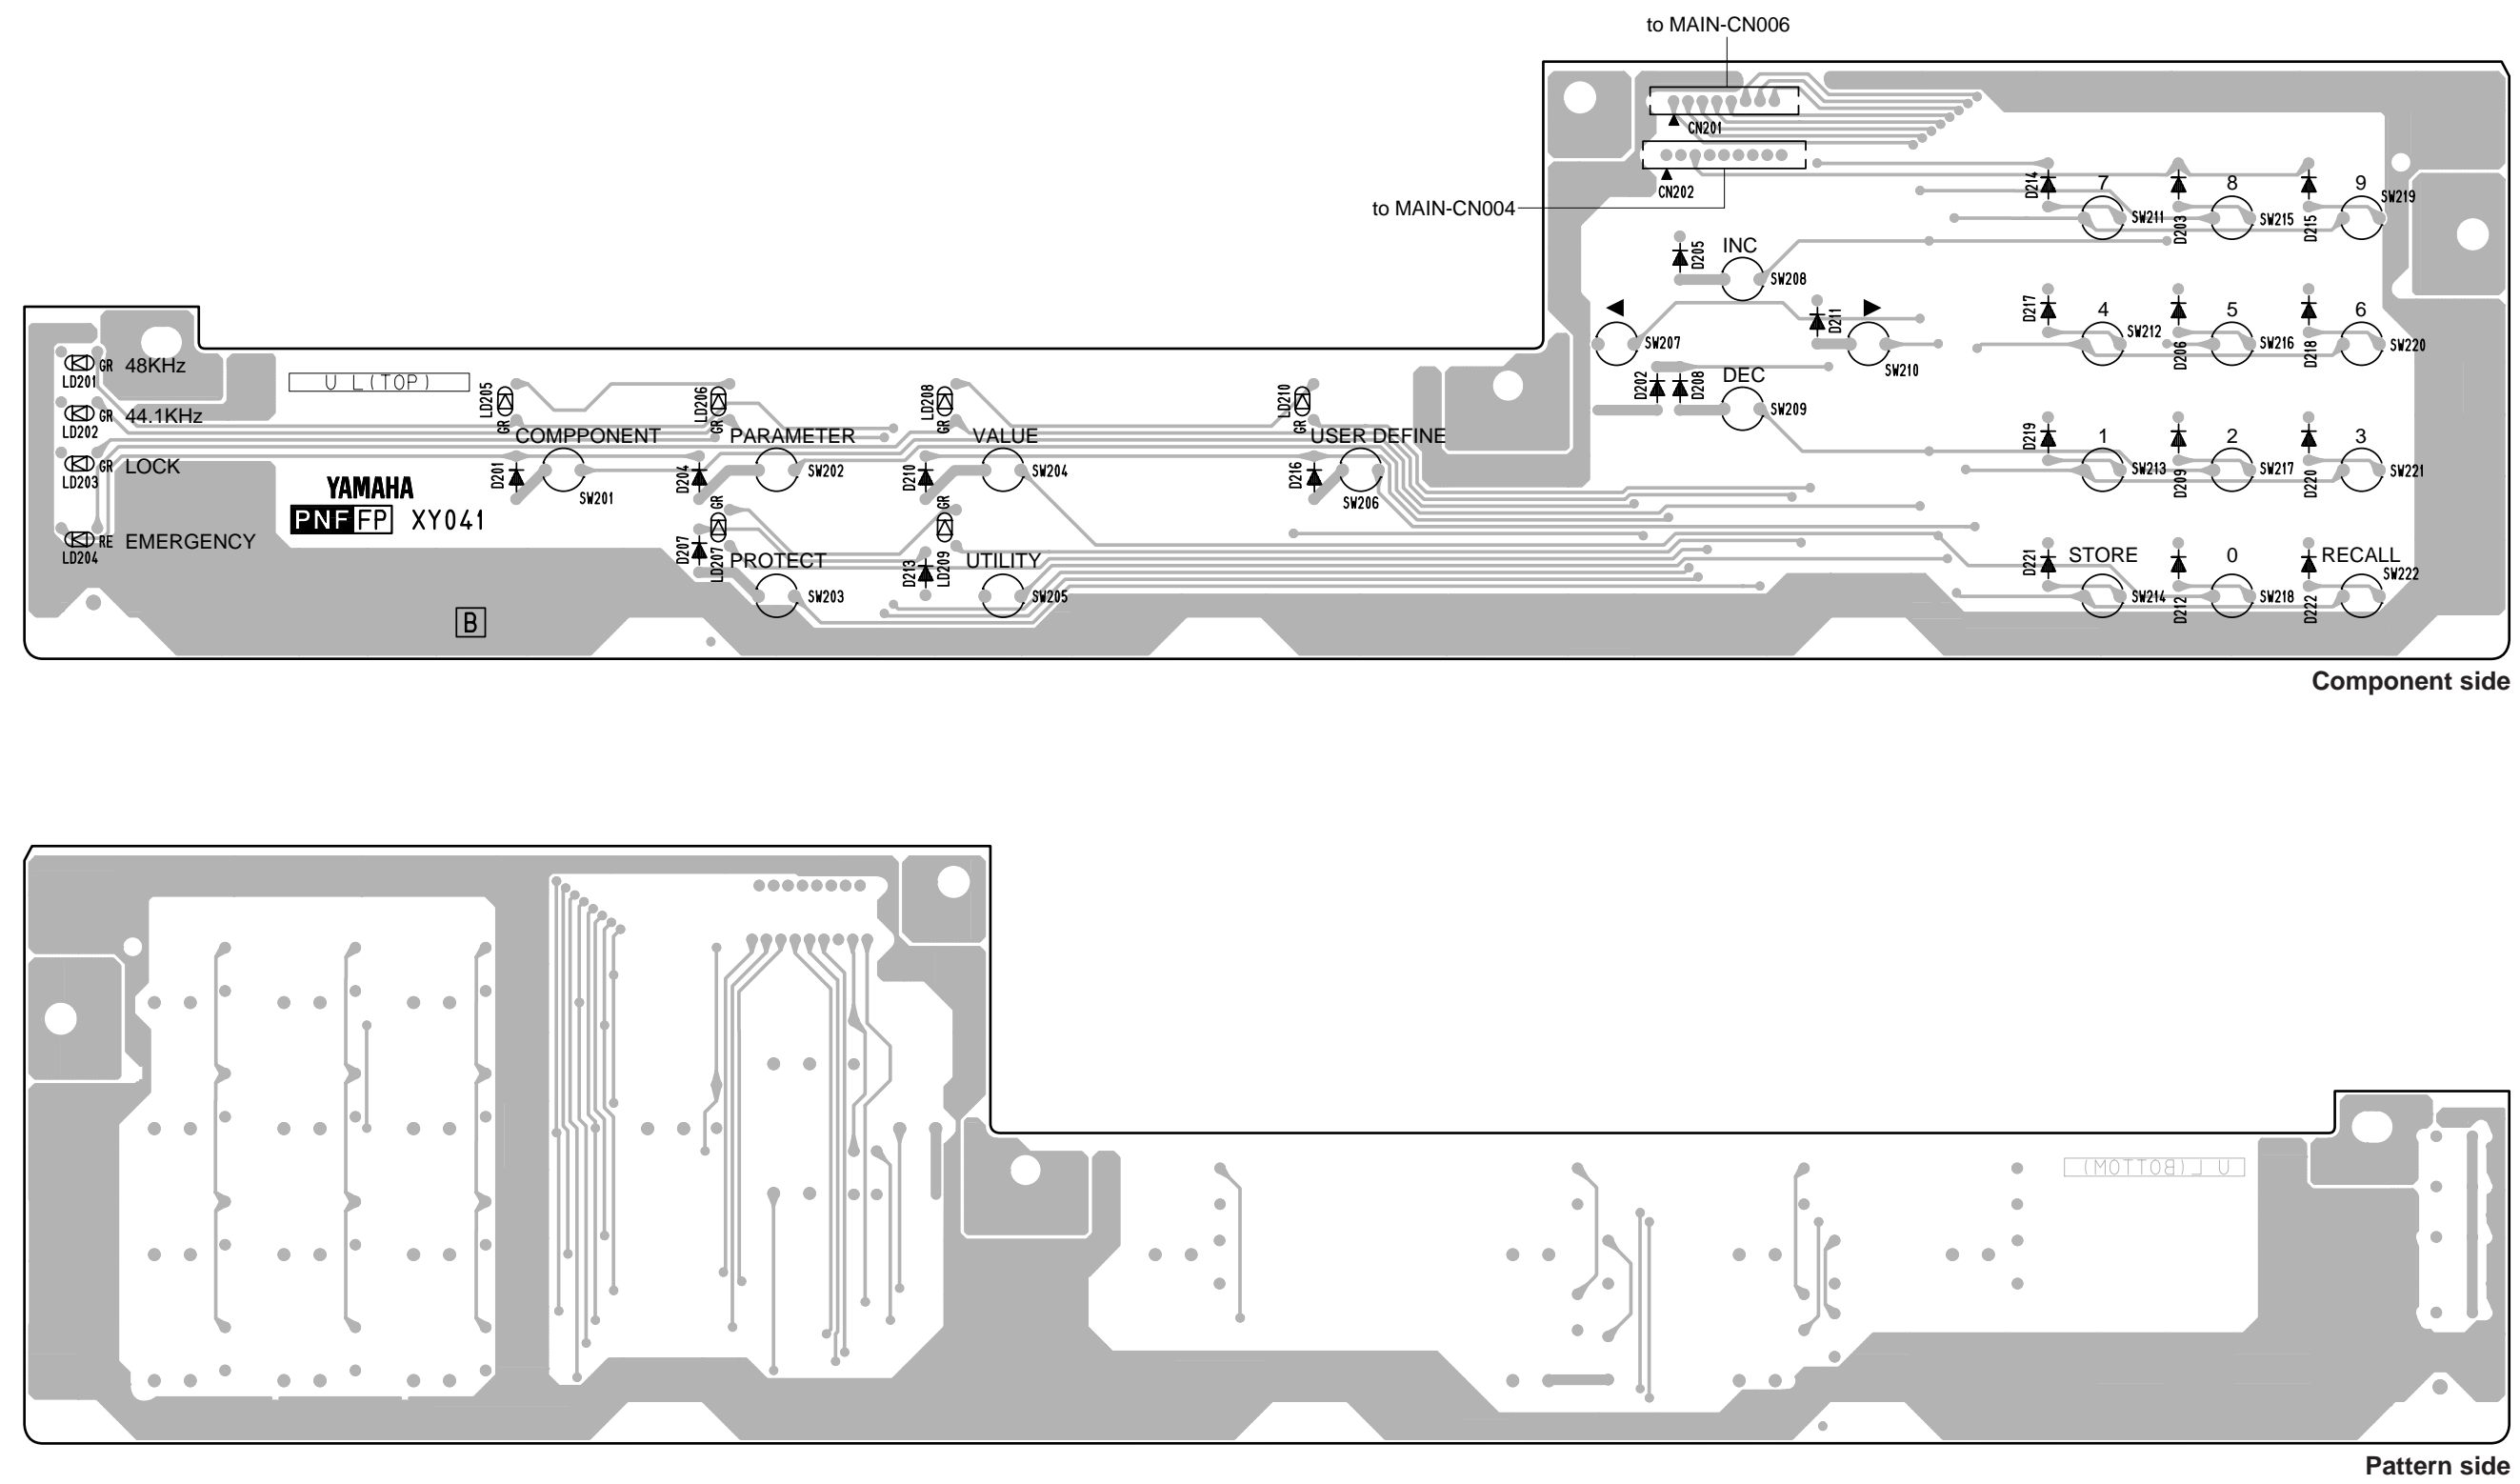 to MAIN-CN006
CN201
CN202
to MAIN-CN004
D214
7
SW211
D203
8
SW215
D215
9
SW219
D205
INC
SW208
◀
SW207
D211
▶
SW210
D217
4
SW212
D206
5
SW216
D218
6
SW220
D202
D208
DEC
SW209
GR
48KHz
LD201
U L(TOP)
GR
44.1KHz
LD202
GR
LOCK
LD203
RE
EMERGENCY
LD204
YAMAHA
PNF FP XY041
LD205
GR
COMPPONENT
D201
SW201
LD206
GR
PARAMETER
D204
SW202
LD208
GR
VALUE
D210
SW204
LD210
GR
USER DEFINE
D216
SW206
D219
1
SW213
D209
2
SW217
D220
3
SW221
GR
D207
LD207
PROTECT
SW203
GR
D213
LD209
UTILITY
SW205
D221
STORE
SW214
D212
0
SW218
D222
RECALL
SW222
B
Component side
U L(BOTTOM)
Pattern side